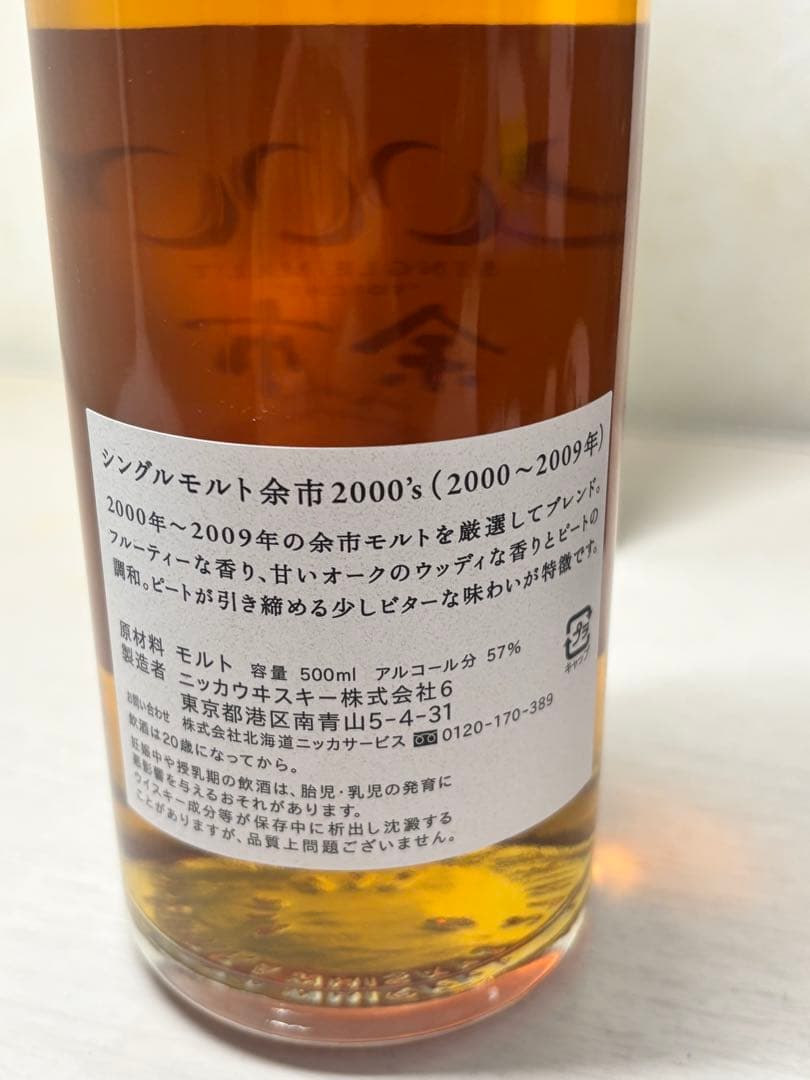 2000's
SINGLE MALT
余市
シングルモルト余市2000's(2000〜2009年)
2000年〜2009年の余市モルトを厳選してブレンド。
フルーティーな香り、甘いオークのウッディな香りとピートの
調和。ピートが引き締める少しビターな味わいが特徴です。
原材料 モルト 容量 500ml アルコール分 57%
製造者 ニッカウヰスキー株式会社6
東京都港区南青山5-4-31
お問い合わせ 株式会社北海道ニッカサービス 0120-170-389
飲酒は20歳になってから。
妊娠中や授乳期の飲酒は、胎児・乳児の発育に
悪影響を与えるおそれがあります。
ウイスキー成分等が保存中に析出し沈澱する
ことがありますが、品質上問題ございません。
プラ
キャップ